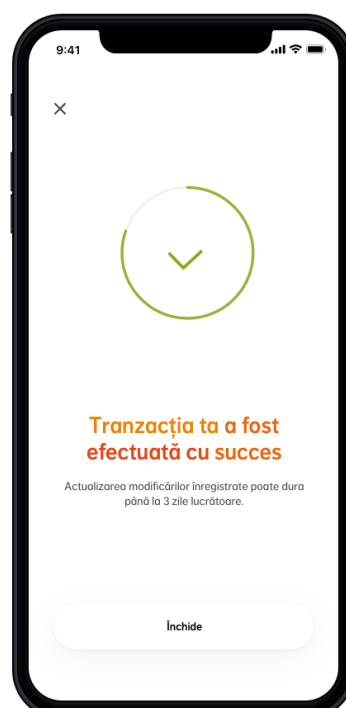 9:41
Tranzacția ta a fost
efectuată cu succes
Actualizarea modificărilor înregistrate poate dura
până la 3 zile lucrătoare.
Închide